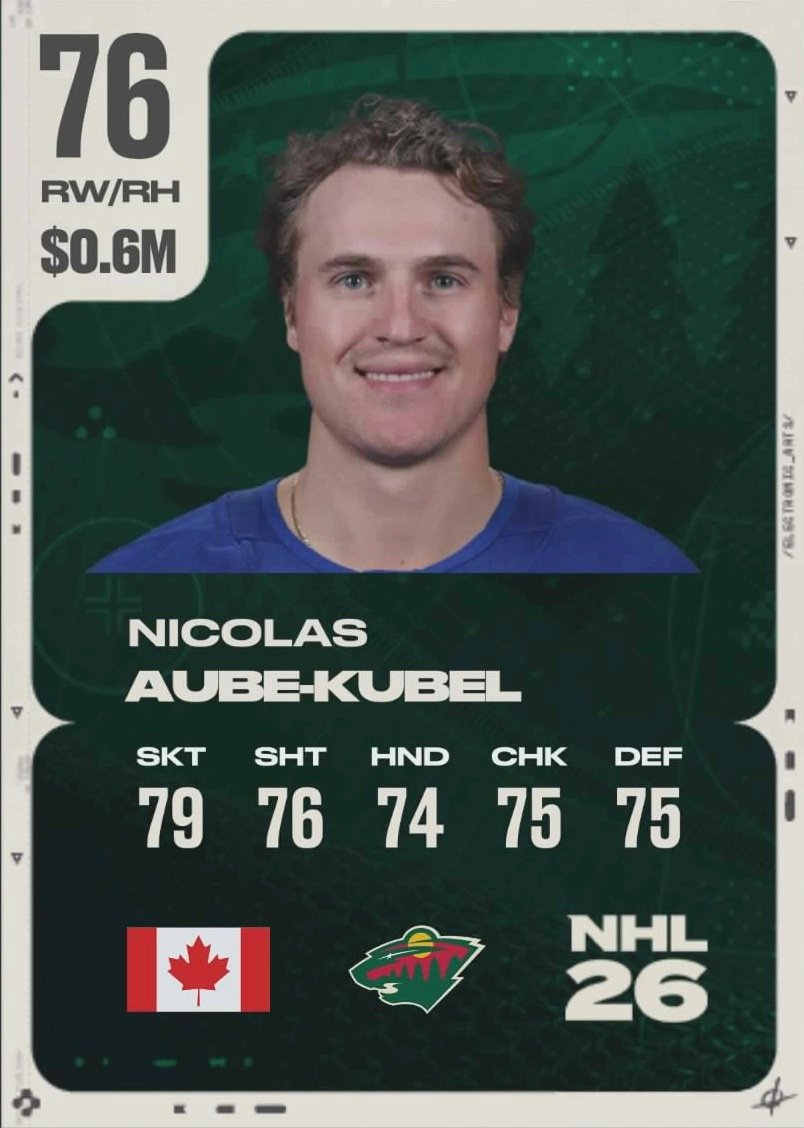 76
RW/RH
$0.6M
NICOLAS
AUBE-KUBEL
SKT SHT HND CHK DEF
79 76 74 75 75
NHL
26